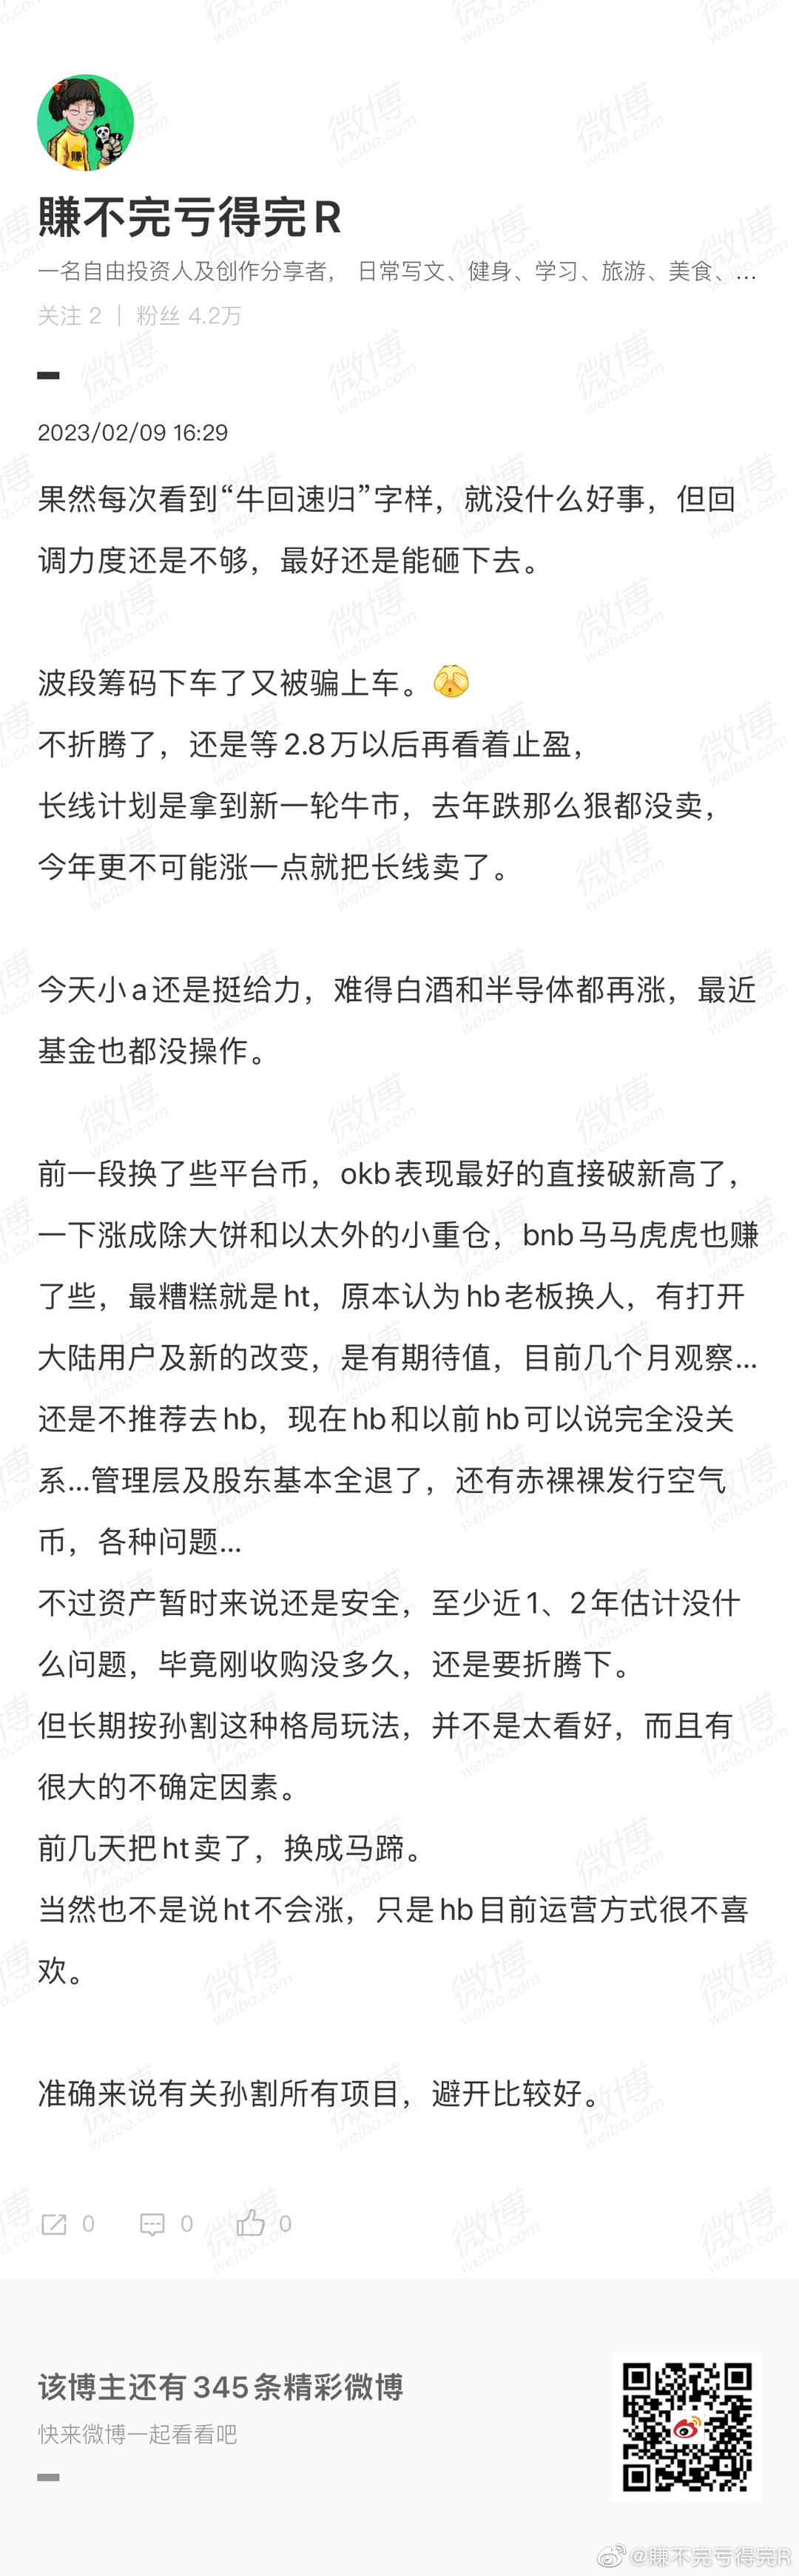 賺
賺不完亏得完R
一名自由投资人及创作分享者， 日常写文、健身、学习、旅游、美食、...
关注 2 | 粉丝 4.2万
2023/02/09 16:29
果然每次看到“牛回速归”字样，就没什么好事，但回
调力度还是不够，最好还是能砸下去。
波段筹码下车了又被骗上车。🫣
不折腾了，还是等2.8万以后再看着止盈，
长线计划是拿到新一轮牛市，去年跌那么狠都没卖，
今年更不可能涨一点就把长线卖了。
今天小a还是挺给力，难得白酒和半导体都再涨，最近
基金也都没操作。
前一段换了些平台币，okb表现最好的直接破新高了，
一下涨成除大饼和以太外的小重仓，bnb马马虎虎也赚
了些，最糟糕就是ht，原本认为hb老板换人，有打开
大陆用户及新的改变，是有期待值，目前几个月观察...
还是不推荐去hb，现在hb和以前hb可以说完全没关
系...管理层及股东基本全退了，还有赤裸裸发行空气
币，各种问题...
不过资产暂时来说还是安全，至少近1、2年估计没什
么问题，毕竟刚收购没多久，还是要折腾下。
但长期按孙割这种格局玩法，并不是太看好，而且有
很大的不确定因素。
前几天把ht卖了，换成马蹄。
当然也不是说ht不会涨，只是hb目前运营方式很不喜
欢。
准确来说有关孙割所有项目，避开比较好。
0 0 0
该博主还有345条精彩微博
快来微博一起看看吧
@賺不完亏得完R
微博
weibo.com